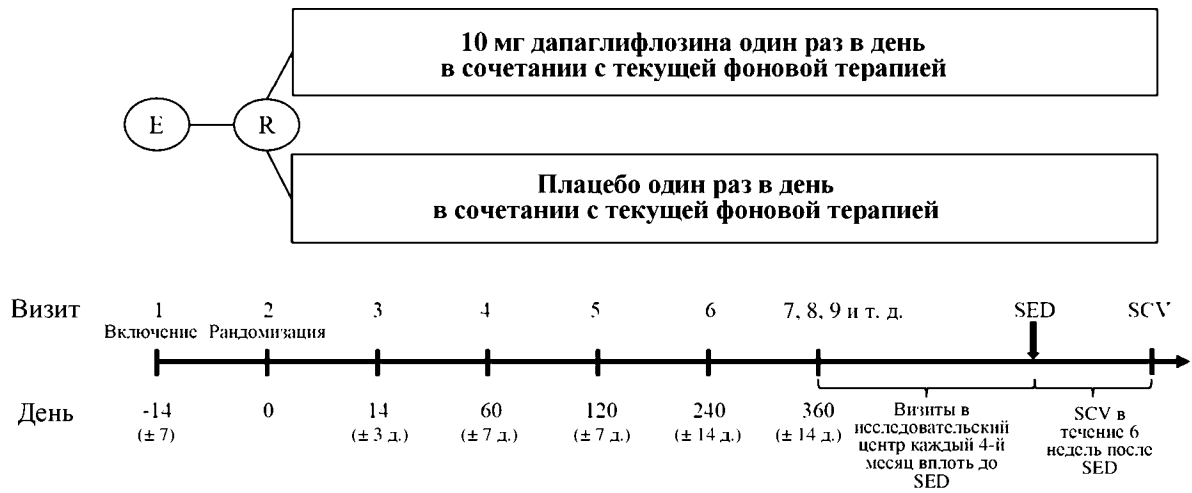 10 мг дапаглифлозина один раз в день
в сочетании с текущей фоновой терапией
E R
Плацебо один раз в день
в сочетании с текущей фоновой терапией
Визит 1 2 3 4 5 6 7, 8, 9 и т. д. SED SCV
Включение Рандомизация
День -14 0 14 60 120 240 360
(± 7) (± 3 д.) (± 7 д.) (± 7 д.) (± 14 д.) (± 14 д.)
Визиты в
исследовательский
центр каждый 4-й
месяц вплоть до
SED
SCV в
течение 6
недель после
SED